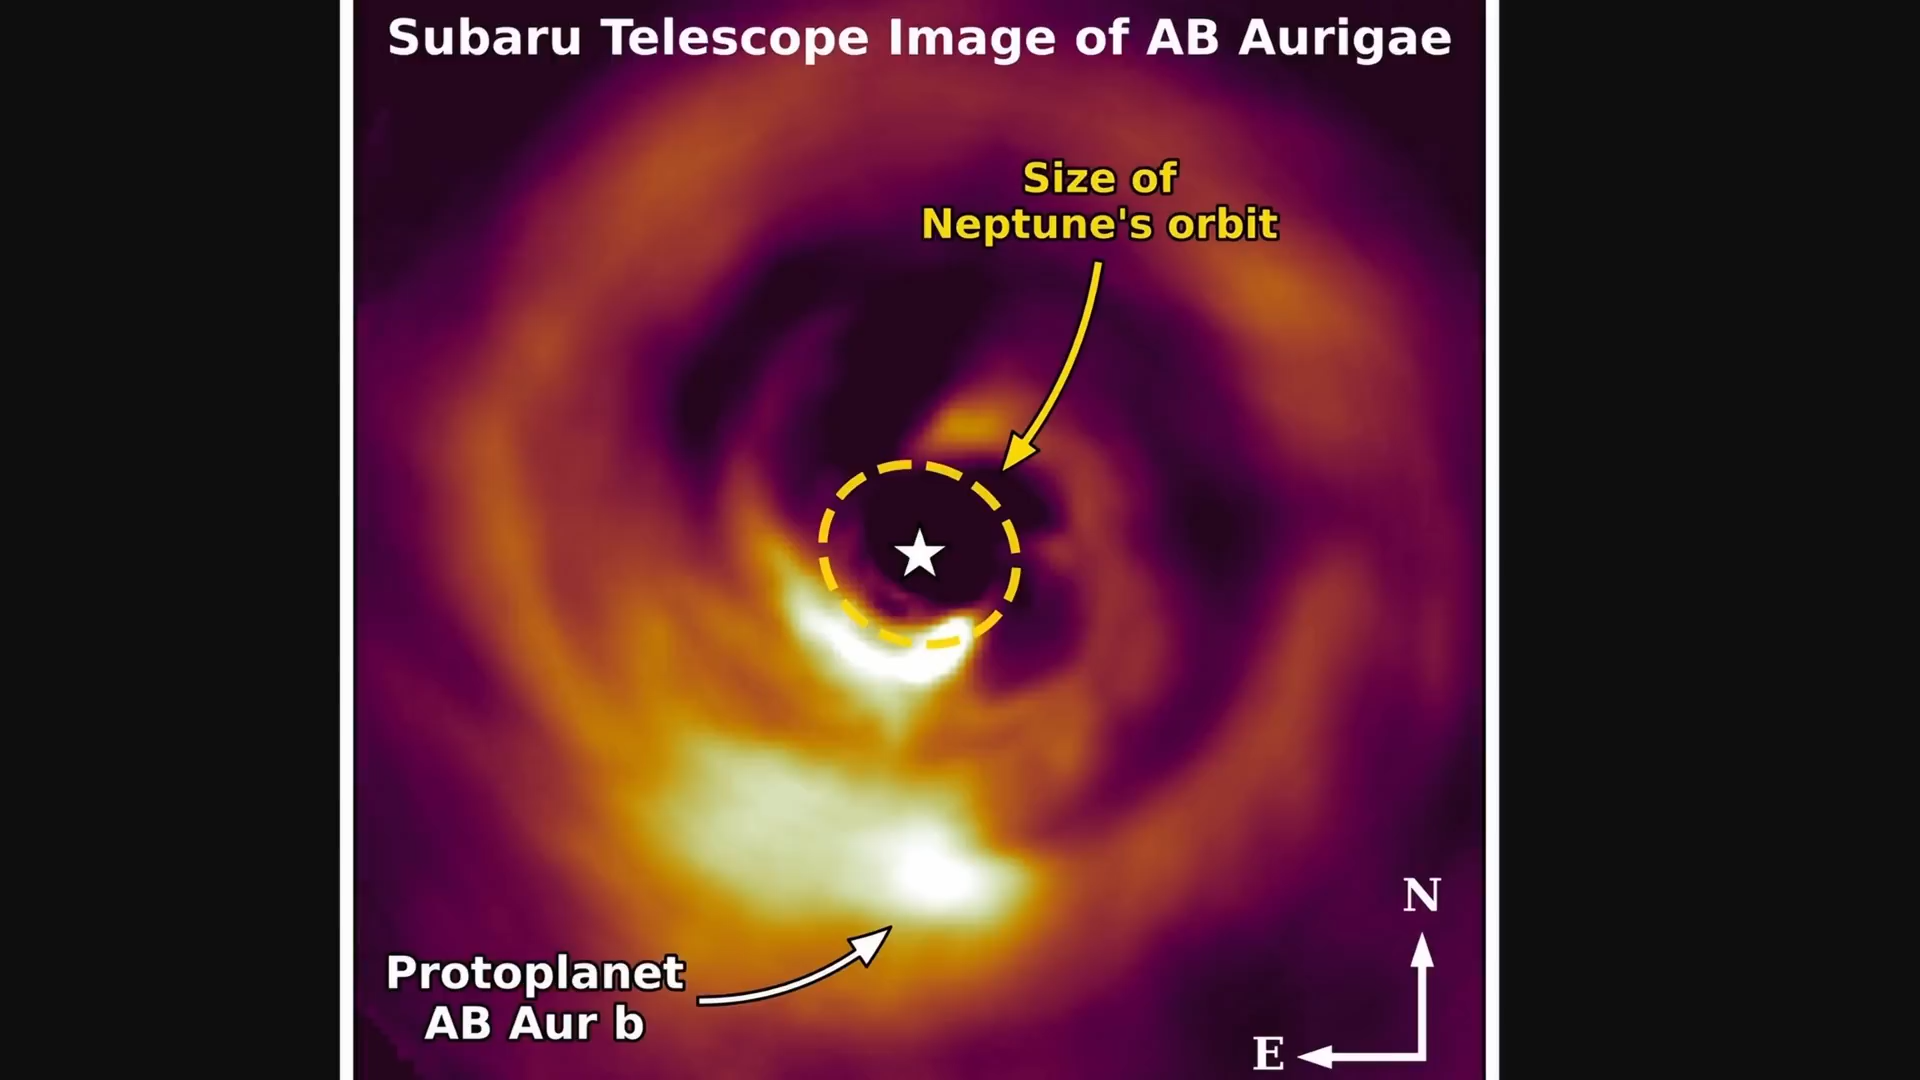 Subaru Telescope Image of AB Aurigae
Size of
Neptune's orbit
Protoplanet
AB Aur b
N
E